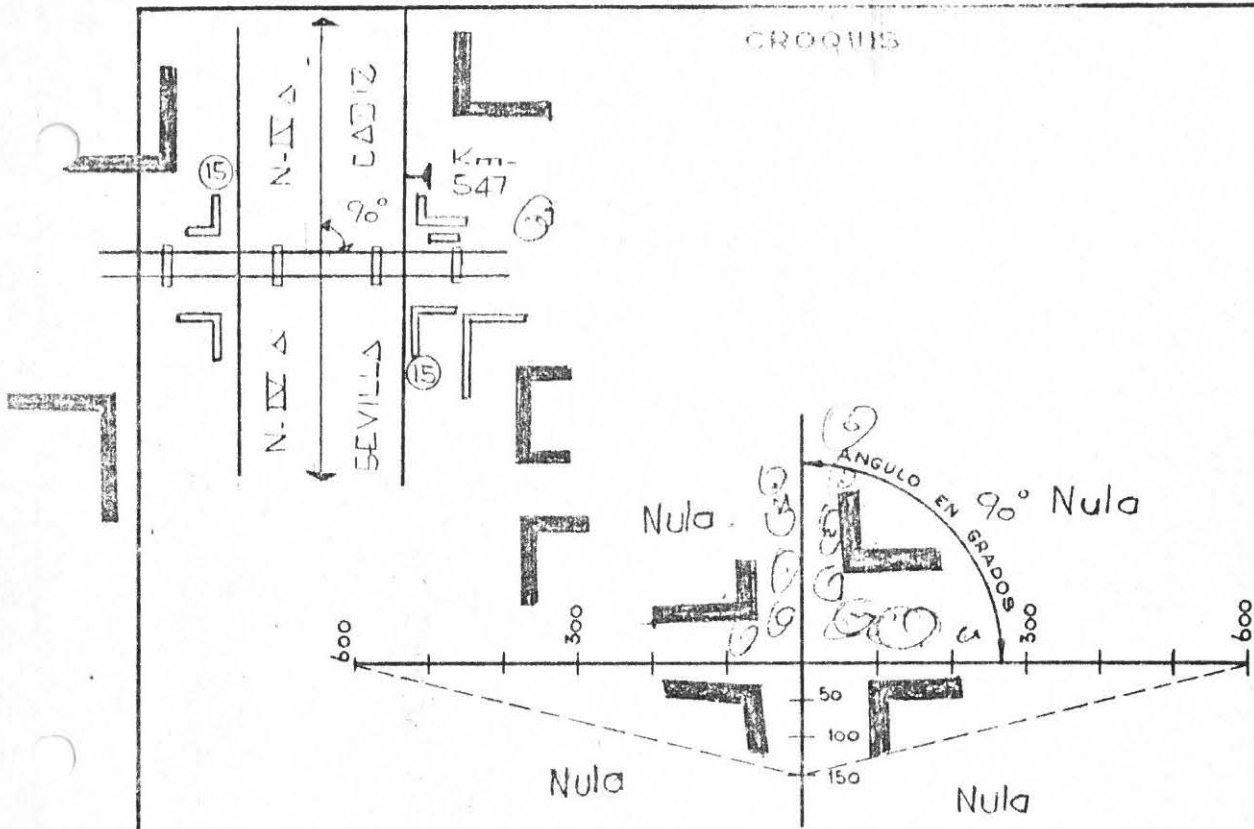 CROQUIS
N-IV A
CADIZ
15
Km-
547
90°
N-IV A
SEVILLA
15
ANGULO EN GRADOS
90°
Nula
Nula
600
300
300
600
50
100
150
Nula
Nula